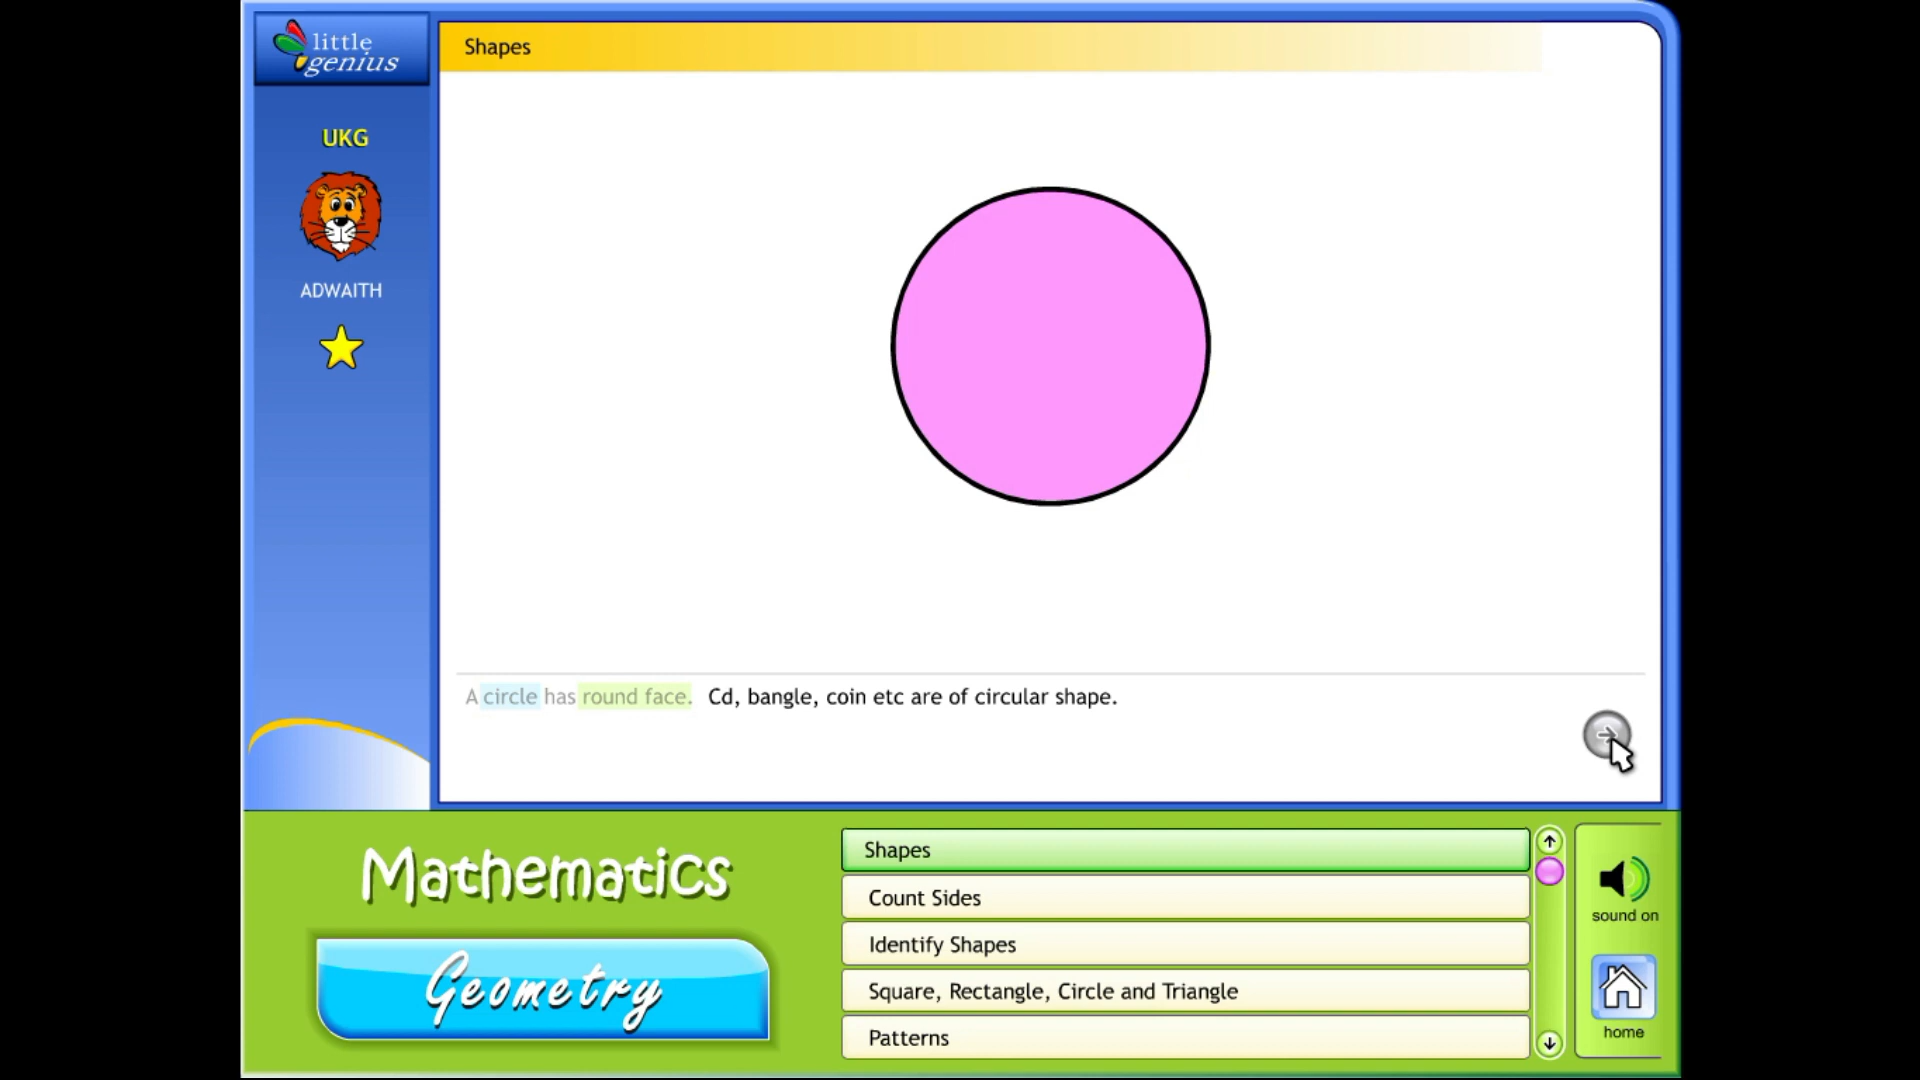 little
genius
Shapes
UKG
ADWAITH
A circle has round face. Cd, bangle, coin etc are of circular shape.
Mathematics
Geometry
Shapes
Count Sides
Identify Shapes
Square, Rectangle, Circle and Triangle
Patterns
sound on
home